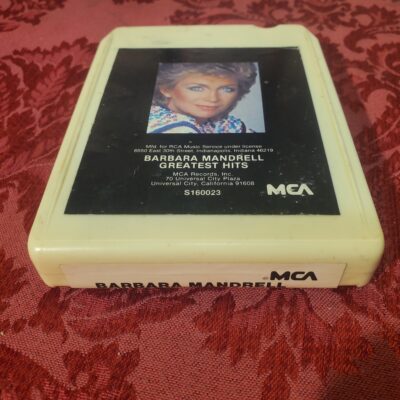 Mfd. for RCA Music Service under license
6550 East 30th Street, Indianapolis, Indiana 46219
BARBARA MANDRELL
GREATEST HITS
MCA Records, Inc.
70 Universal City Plaza
Universal City, California 91608
S160023
MCA
MCA
BARBARA MANDRELL